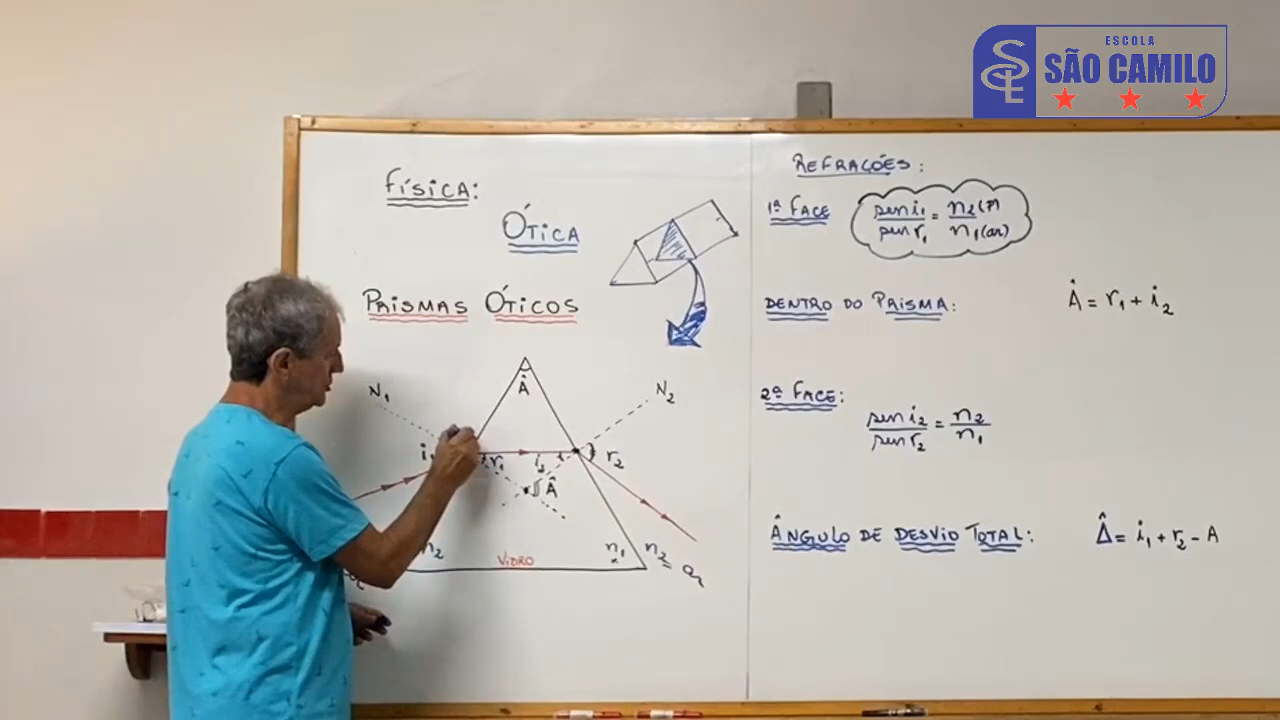 ESCOLA
SÃO CAMILO
FÍSICA:
ÓTICA
PRISMAS ÓTICOS
N₁
Â
N₂
i₁
r₁
i₂
r₂
Â
n₂
VIDRO
n₁
n₂
ar
REFRAÇÕES:
1ª FACE
sen i₁ / sen r₁ = n₂(P) / n₁(ar)
DENTRO DO PRISMA:
Â = r₁ + i₂
2ª FACE:
sen i₂ / sen r₂ = n₂ / n₁
ÂNGULO DE DESVIO TOTAL:
Δ̂ = i₁ + r₂ - A